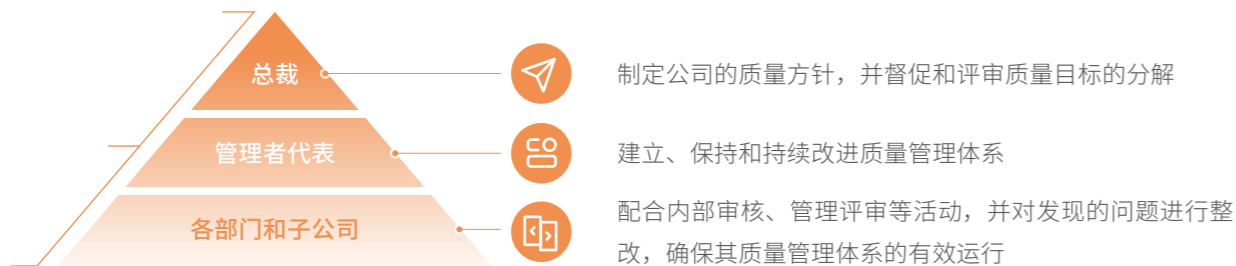 总裁
制定公司的质量方针，并督促和评审质量目标的分解
管理者代表
建立、保持和持续改进质量管理体系
各部门和子公司
配合内部审核、管理评审等活动，并对发现的问题进行整
改，确保其质量管理体系的有效运行